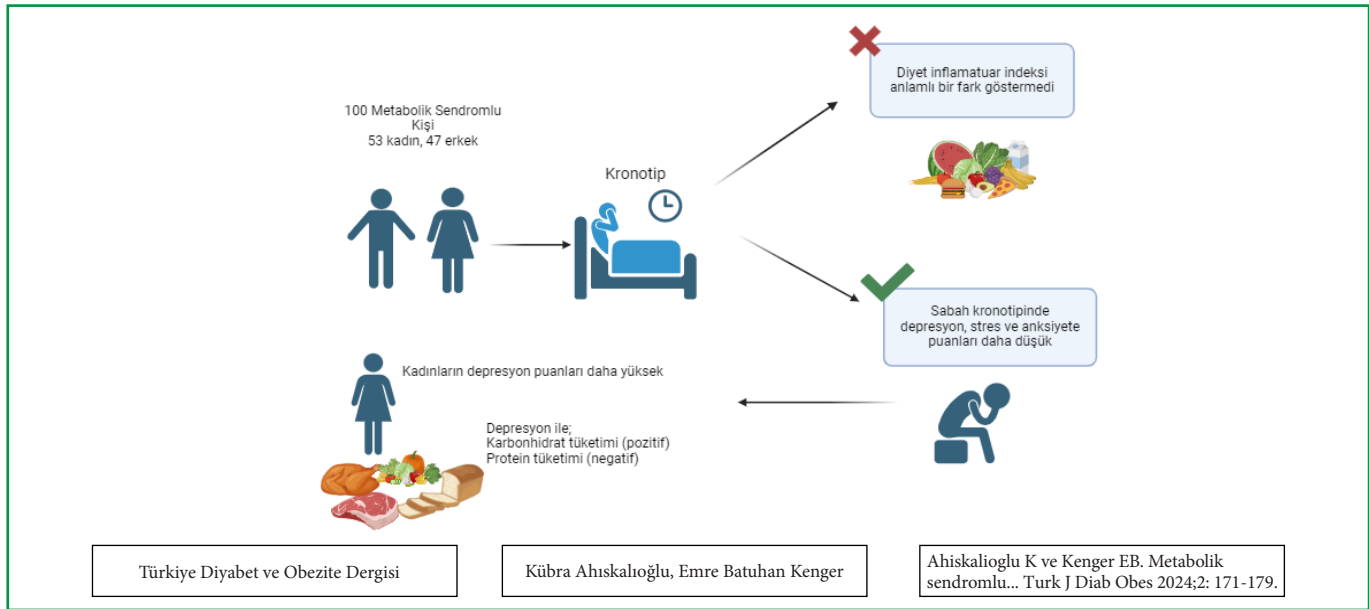 100 Metabolik Sendromlu
Kişi
53 kadın, 47 erkek
Kronotip
Diyet inflamatuar indeksi
anlamlı bir fark göstermedi
Sabah kronotipinde
depresyon, stres ve anksiyete
puanları daha düşük
Kadınların depresyon puanları daha yüksek
Depresyon ile;
Karbonhidrat tüketimi (pozitif)
Protein tüketimi (negatif)
Türkiye Diyabet ve Obezite Dergisi
Kübra Ahıskalıoğlu, Emre Batuhan Kenger
Ahiskalioglu K ve Kenger EB. Metabolik
sendromlu... Turk J Diab Obes 2024;2: 171-179.